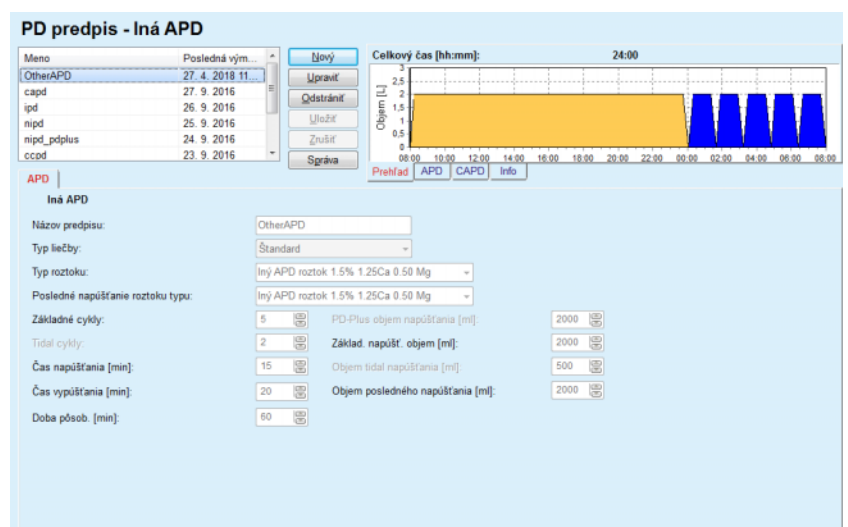 PD predpis - Iná APD
Meno Posledná vým...
OtherAPD 27. 4. 2018 11...
capd 27. 9. 2016
ipd 26. 9. 2016
nipd 25. 9. 2016
nipd_pdplus 24. 9. 2016
ccpd 23. 9. 2016
Nový
Upraviť
Odstrániť
Uložiť
Zrušiť
Správa
Celkový čas [hh:mm]: 24:00
Objem [L]
3
2,5
2
1,5
1
0,5
0
08:00 10:00 12:00 14:00 16:00 18:00 20:00 22:00 00:00 02:00 04:00 06:00 08:00
Prehľad APD CAPD Info
APD
Iná APD
Názov predpisu: OtherAPD
Typ liečby: Štandard
Typ roztoku: Iný APD roztok 1.5% 1.25Ca 0.50 Mg
Posledné napúšťanie roztoku typu: Iný APD roztok 1.5% 1.25Ca 0.50 Mg
Základné cykly: 5 PD-Plus objem napúšťania [ml]: 2000
Tidal cykly: 2 Základ. napúšť. objem [ml]: 2000
Čas napúšťania [min]: 15 Objem tidal napúšťania [ml]: 500
Čas vypúšťania [min]: 20 Objem posledného napúšťania [ml]: 2000
Doba pôsob. [min]: 60